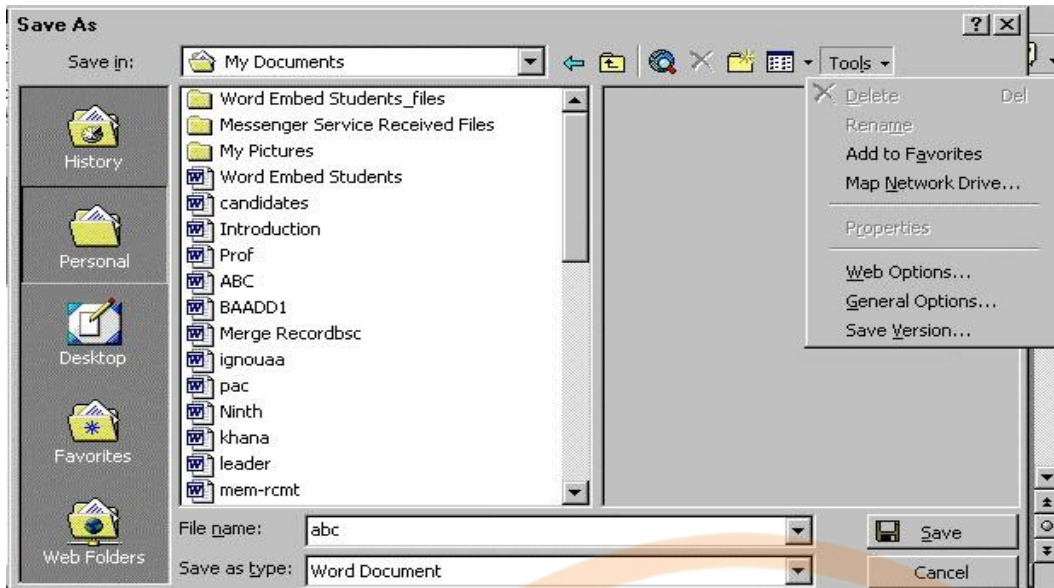 Save As
Save in:
My Documents
Tools
History
Personal
Desktop
Favorites
Web Folders
Word Embed Students_files
Messenger Service Received Files
My Pictures
Word Embed Students
candidates
Introduction
Prof
ABC
BAADD1
Merge Recordbsc
ignouaa
pac
Ninth
khana
leader
mem-rcmt
Delete Del
Rename
Add to Favorites
Map Network Drive...
Properties
Web Options...
General Options...
Save Version...
File name: abc
Save
Save as type: Word Document
Cancel